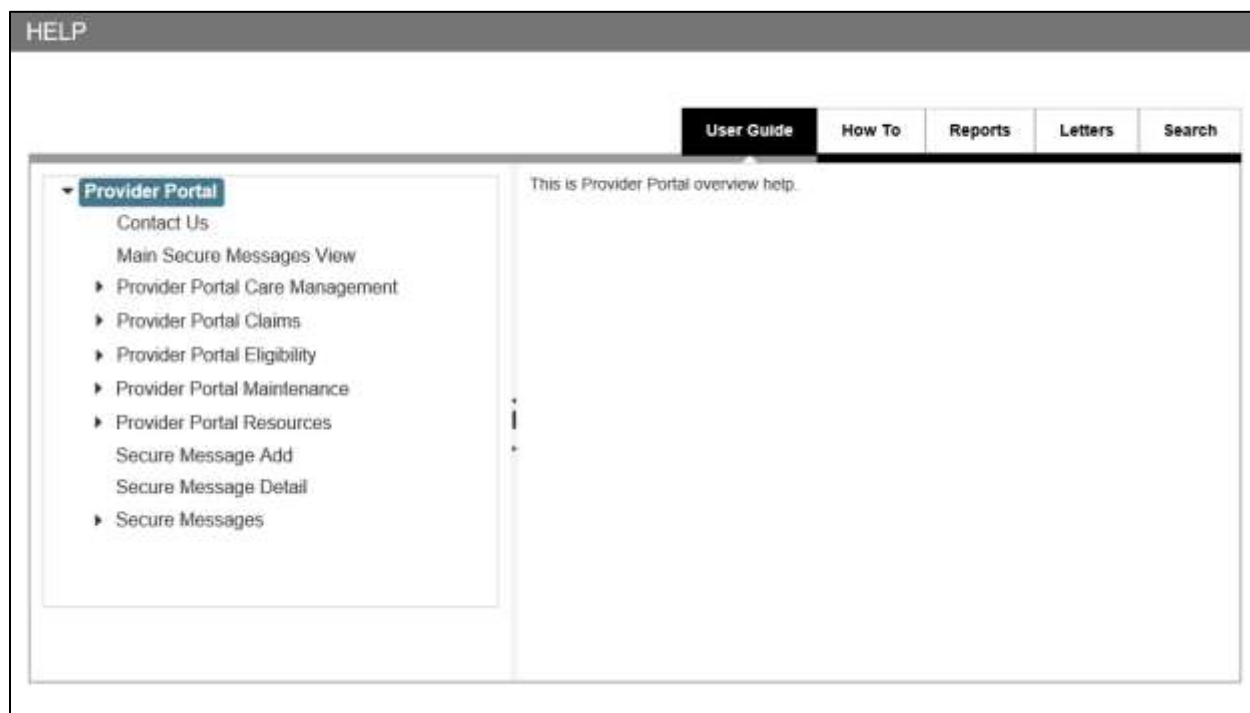 HELP
User Guide
How To
Reports
Letters
Search
Provider Portal
Contact Us
Main Secure Messages View
Provider Portal Care Management
Provider Portal Claims
Provider Portal Eligibility
Provider Portal Maintenance
Provider Portal Resources
Secure Message Add
Secure Message Detail
Secure Messages
This is Provider Portal overview help.